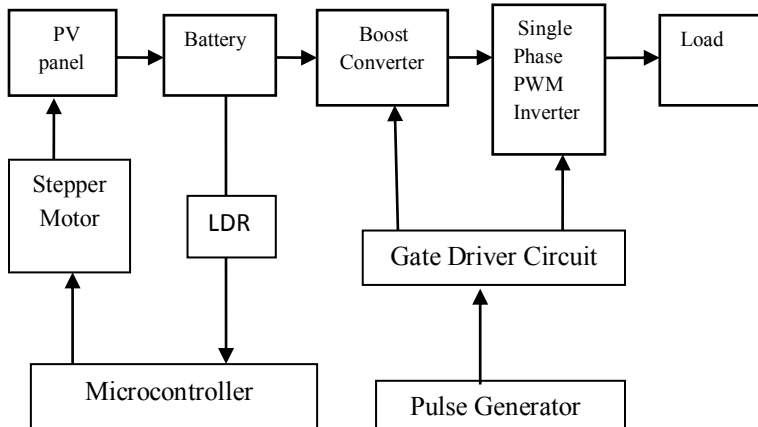 PV
panel
Battery
Boost
Converter
Single
Phase
PWM
Inverter
Load
Stepper
Motor
LDR
Gate Driver Circuit
Microcontroller
Pulse Generator